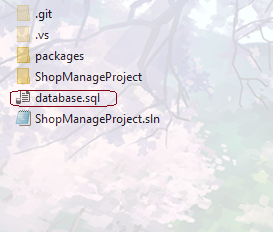 .git
.vs
packages
ShopManageProject
database.sql
ShopManageProject.sln